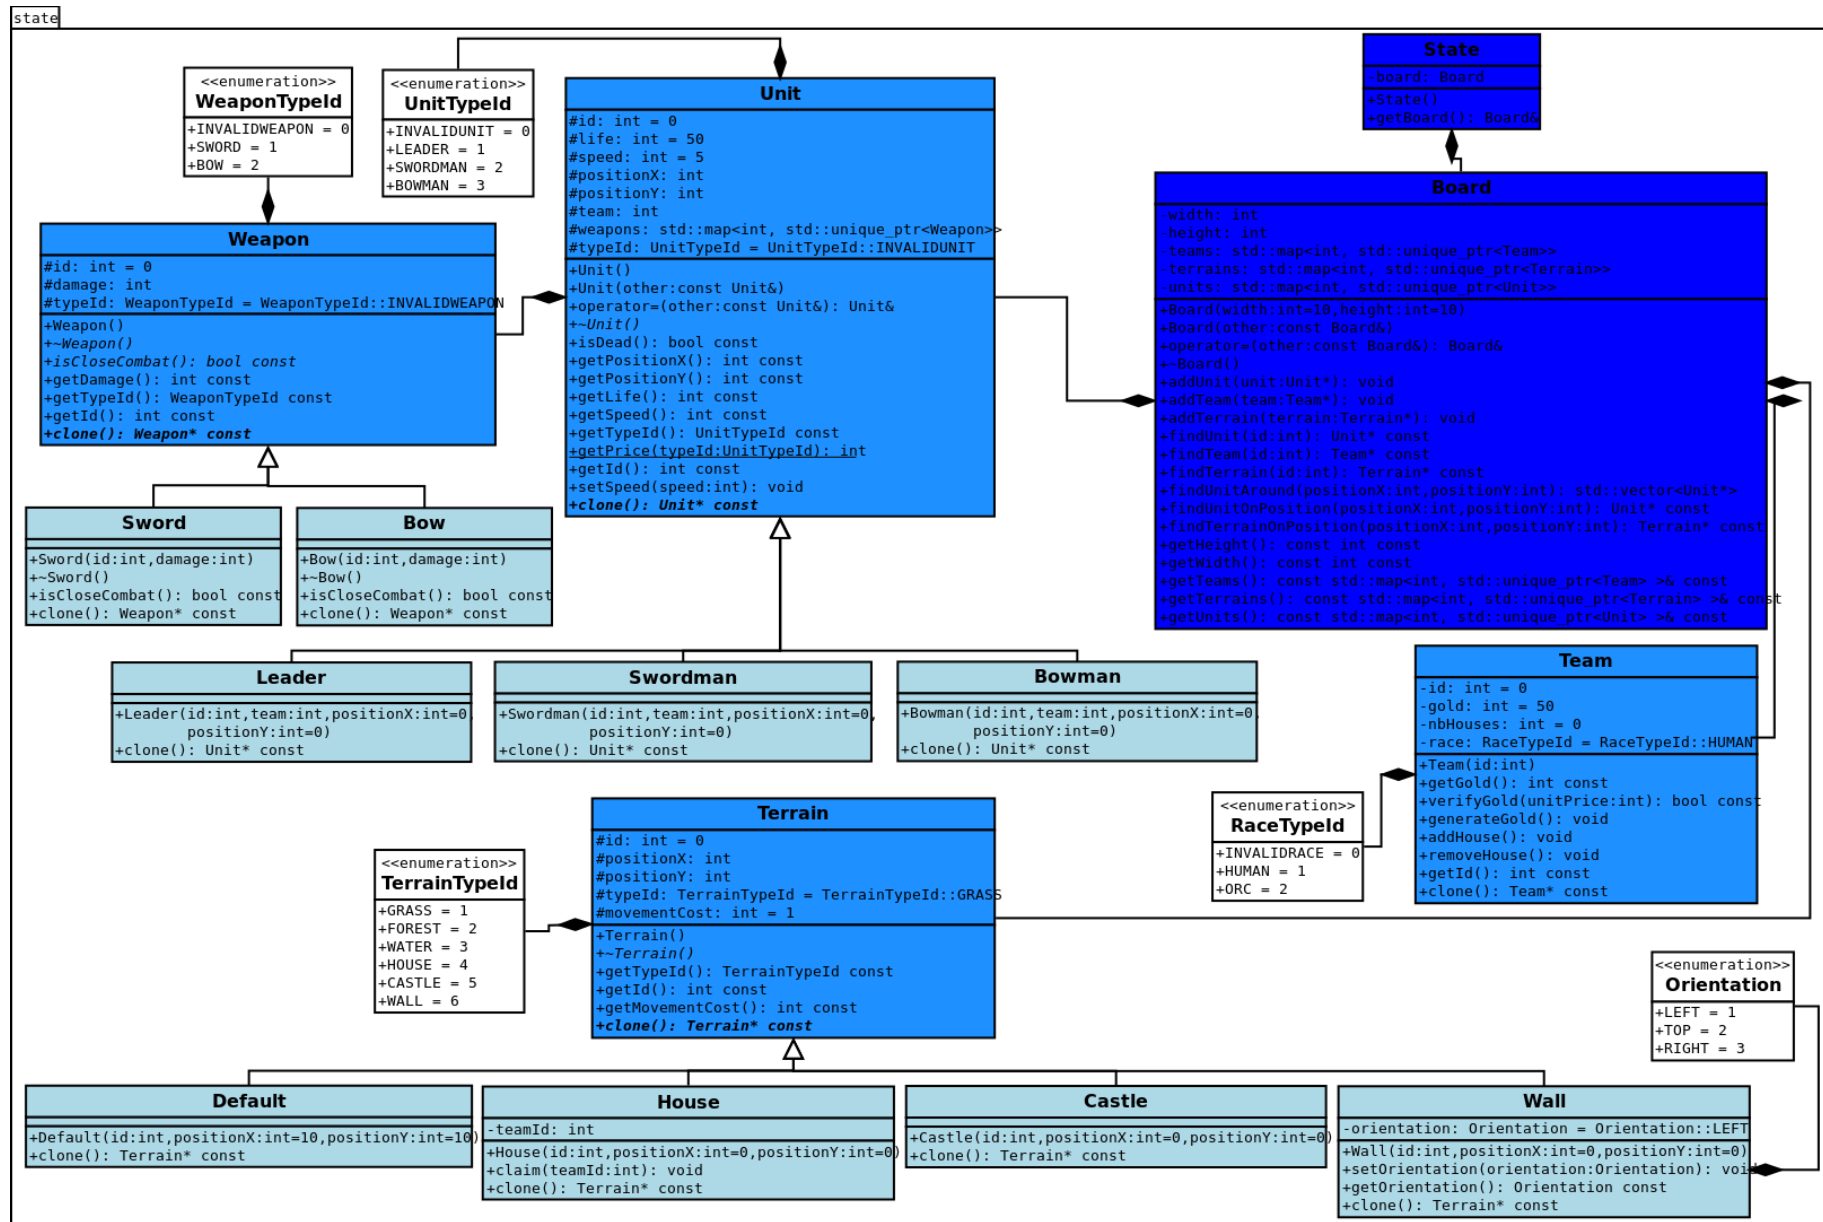 state
<<enumeration>>
WeaponTypeId
+INVALIDWEAPON = 0
+SWORD = 1
+BOW = 2
<<enumeration>>
UnitTypeId
+INVALIDUNIT = 0
+LEADER = 1
+SWORDMAN = 2
+BOWMAN = 3
Unit
#id: int = 0
#life: int = 50
#speed: int = 5
#positionX: int
#positionY: int
#team: int
#weapons: std::map<int, std::unique_ptr<Weapon>>
#typeId: UnitTypeId = UnitTypeId::INVALIDUNIT
+Unit()
+Unit(other:const Unit&)
+operator=(other:const Unit&): Unit&
+~Unit()
+isDead(): bool const
+getPositionX(): int const
+getPositionY(): int const
+getLife(): int const
+getSpeed(): int const
+getTypeId(): UnitTypeId const
+getPrice(typeId:UnitTypeId): int
+getId(): int const
+setSpeed(speed:int): void
+clone(): Unit* const
State
-board: Board
+State()
+getBoard(): Board&
Board
-width: int
-height: int
-teams: std::map<int, std::unique_ptr<Team>>
-terrains: std::map<int, std::unique_ptr<Terrain>>
-units: std::map<int, std::unique_ptr<Unit>>
+Board(width:int=10,height:int=10)
+Board(other:const Board&)
+operator=(other:const Board&): Board&
+~Board()
+addUnit(unit:Unit*): void
+addTeam(team:Team*): void
+addTerrain(terrain:Terrain*): void
+findUnit(id:int): Unit* const
+findTeam(id:int): Team* const
+findTerrain(id:int): Terrain* const
+findUnitAround(positionX:int,positionY:int): std::vector<Unit*>
+findUnitOnPosition(positionX:int,positionY:int): Unit* const
+findTerrainOnPosition(positionX:int,positionY:int): Terrain* const
+getHeight(): const int const
+getWidth(): const int const
+getTeams(): const std::map<int, std::unique_ptr<Team> >& const
+getTerrains(): const std::map<int, std::unique_ptr<Terrain> >& const
+getUnits(): const std::map<int, std::unique_ptr<Unit> >& const
Weapon
#id: int = 0
#damage: int
#typeId: WeaponTypeId = WeaponTypeId::INVALIDWEAPON
+Weapon()
+~Weapon()
+isCloseCombat(): bool const
+getDamage(): int const
+getTypeId(): WeaponTypeId const
+getId(): int const
+clone(): Weapon* const
Sword
+Sword(id:int,damage:int)
+~Sword()
+isCloseCombat(): bool const
+clone(): Weapon* const
Bow
+Bow(id:int,damage:int)
+~Bow()
+isCloseCombat(): bool const
+clone(): Weapon* const
Leader
+Leader(id:int,team:int,positionX:int=0,
positionY:int=0)
+clone(): Unit* const
Swordman
+Swordman(id:int,team:int,positionX:int=0,
positionY:int=0)
+clone(): Unit* const
Bowman
+Bowman(id:int,team:int,positionX:int=0,
positionY:int=0)
+clone(): Unit* const
Team
-id: int = 0
-gold: int = 50
-nbHouses: int = 0
-race: RaceTypeId = RaceTypeId::HUMAN
+Team(id:int)
+getGold(): int const
+verifyGold(unitPrice:int): bool const
+generateGold(): void
+addHouse(): void
+removeHouse(): void
+getId(): int const
+clone(): Team* const
<<enumeration>>
RaceTypeId
+INVALIDRACE = 0
+HUMAN = 1
+ORC = 2
<<enumeration>>
TerrainTypeId
+GRASS = 1
+FOREST = 2
+WATER = 3
+HOUSE = 4
+CASTLE = 5
+WALL = 6
Terrain
#id: int = 0
#positionX: int
#positionY: int
#typeId: TerrainTypeId = TerrainTypeId::GRASS
#movementCost: int = 1
+Terrain()
+~Terrain()
+getTypeId(): TerrainTypeId const
+getId(): int const
+getMovementCost(): int const
+clone(): Terrain* const
<<enumeration>>
Orientation
+LEFT = 1
+TOP = 2
+RIGHT = 3
Default
+Default(id:int,positionX:int=10,positionY:int=10)
+clone(): Terrain* const
House
-teamId: int
+House(id:int,positionX:int=0,positionY:int=0)
+claim(teamId:int): void
+clone(): Terrain* const
Castle
+Castle(id:int,positionX:int=0,positionY:int=0)
+clone(): Terrain* const
Wall
-orientation: Orientation = Orientation::LEFT
+Wall(id:int,positionX:int=0,positionY:int=0)
+setOrientation(orientation:Orientation): void
+getOrientation(): Orientation const
+clone(): Terrain* const